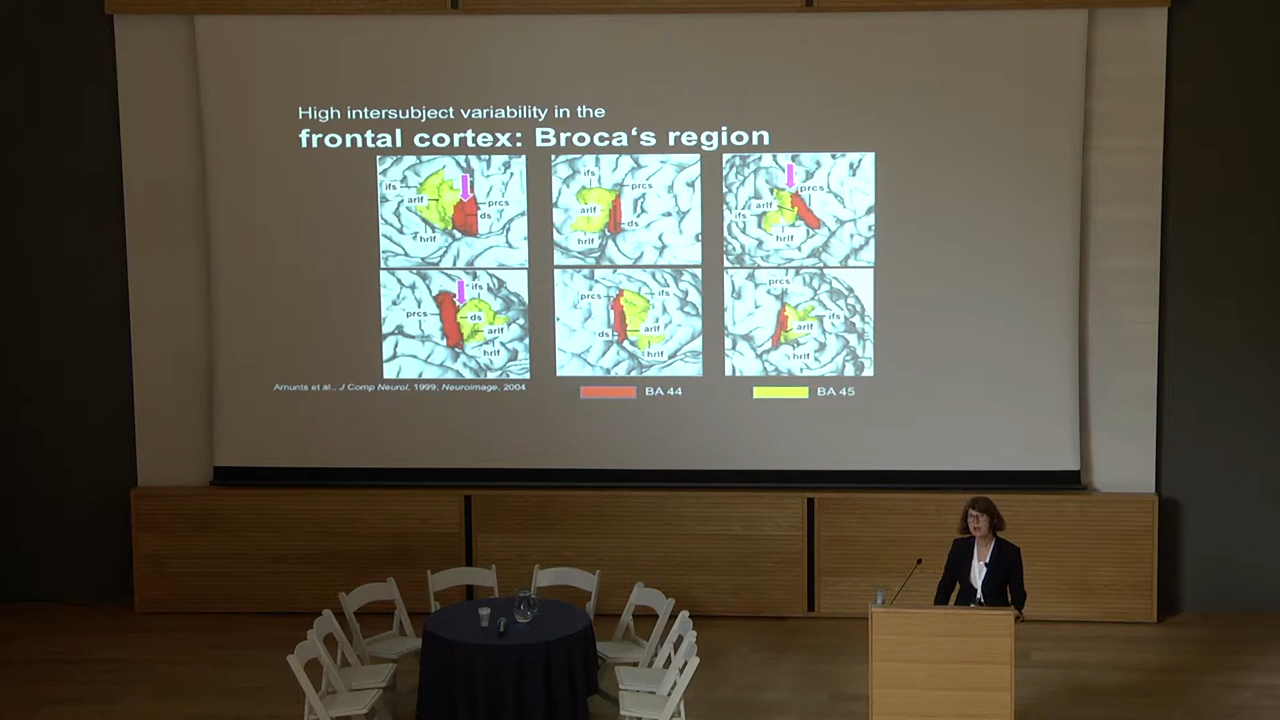 High intersubject variability in the
frontal cortex: Broca‘s region
ifs
arlf
prcs
ds
hrlf
ifs
prcs
arlf
ds
hrlf
prcs
arlf
ifs
hrlf
ifs
prcs
ds
arlf
hrlf
prcs
ifs
ds
arlf
hrlf
prcs
ifs
arlf
hrlf
Amunts et al., J Comp Neurol, 1999; Neuroimage, 2004
BA 44
BA 45